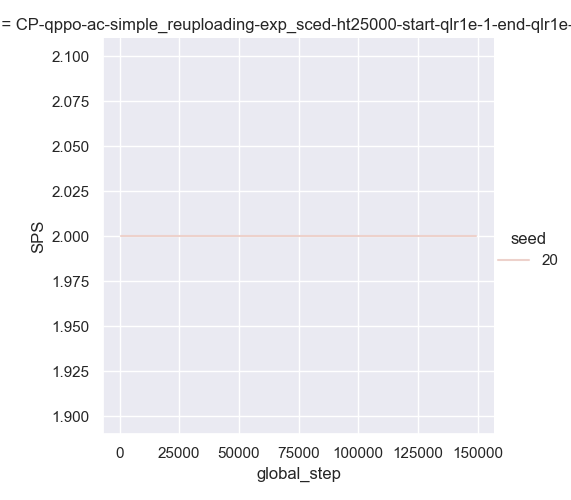 = CP-qppo-ac-simple_reuploading-exp_sced-ht25000-start-qlr1e-1-end-qlr1e-
2.100
2.075
2.050
2.025
2.000
1.975
1.950
1.925
1.900
SPS
0 25000 50000 75000 100000 125000 150000
global_step
seed
20